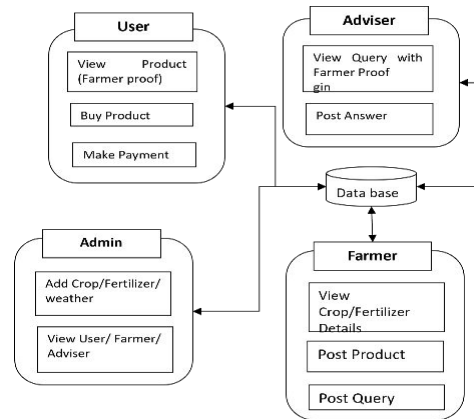 User
View Product
(Farmer proof)
Buy Product
Make Payment
Adviser
View Query with
Farmer Proof
gin
Post Answer
Data base
Admin
Add Crop/Fertilizer/
weather
View User/ Farmer/
Adviser
Farmer
View
Crop/Fertilizer
Details
Post Product
Post Query